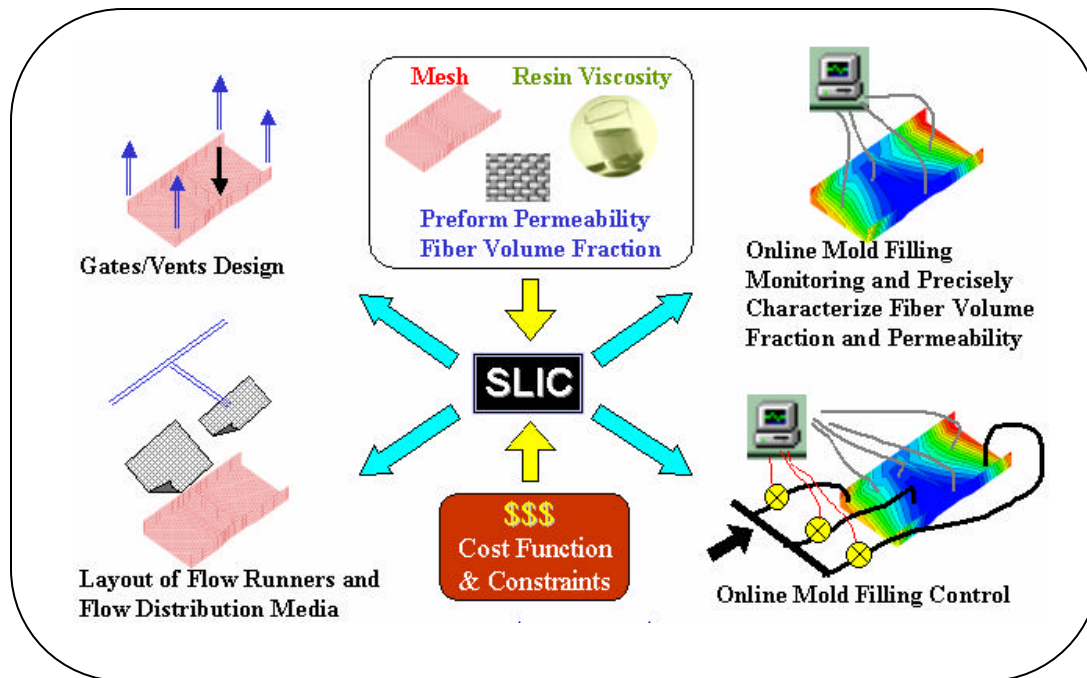 Mesh
Resin Viscosity
Preform Permeability
Fiber Volume Fraction
Gates/Vents Design
Online Mold Filling
Monitoring and Precisely
Characterize Fiber Volume
Fraction and Permeability
SLIC
$$$
Cost Function
& Constraints
Layout of Flow Runners and
Flow Distribution Media
Online Mold Filling Control